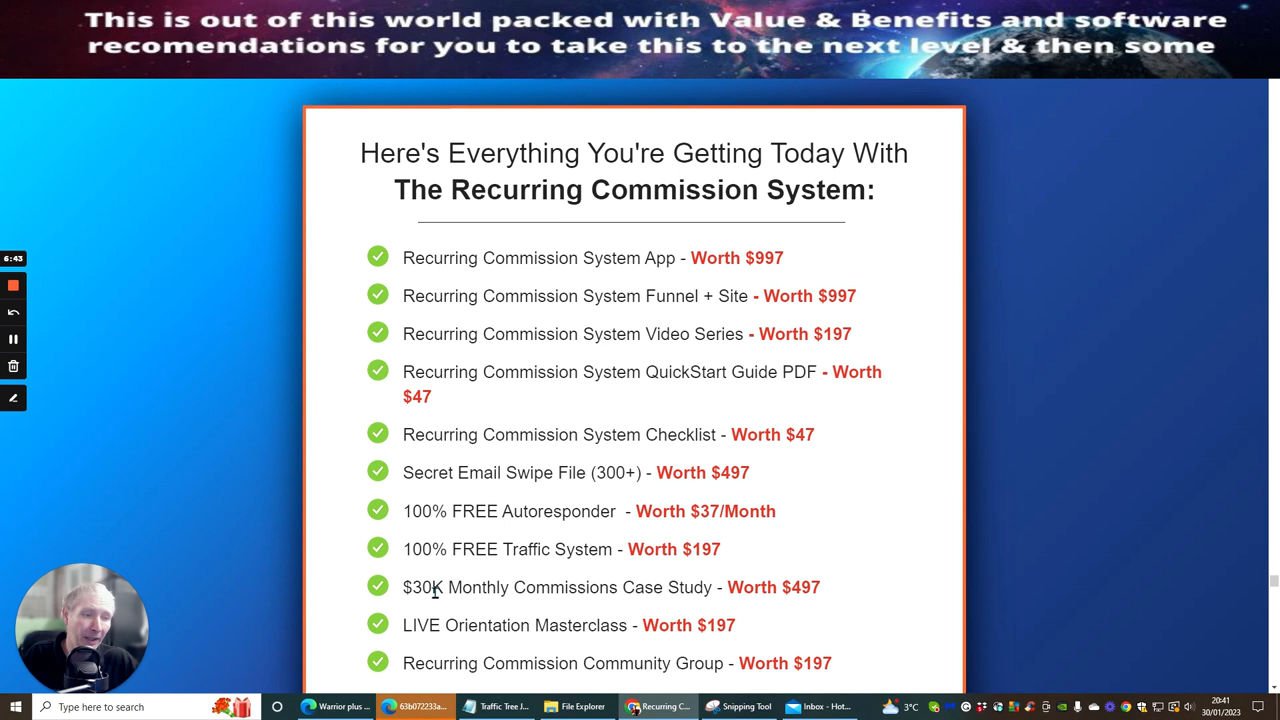 This is out of this world packed with Value & Benefits and software
recomendations for you to take this to the next level & then some
Here's Everything You're Getting Today With
The Recurring Commission System:
Recurring Commission System App - Worth $997
Recurring Commission System Funnel + Site - Worth $997
Recurring Commission System Video Series - Worth $197
Recurring Commission System QuickStart Guide PDF - Worth
$47
Recurring Commission System Checklist - Worth $47
Secret Email Swipe File (300+) - Worth $497
100% FREE Autoresponder - Worth $37/Month
100% FREE Traffic System - Worth $197
$30K Monthly Commissions Case Study - Worth $497
LIVE Orientation Masterclass - Worth $197
Recurring Commission Community Group - Worth $197
6:43
Type here to search
Warrior plus ...
63b072233a...
Traffic Tree J...
File Explorer
Recurring C...
Snipping Tool
Inbox - Hot...
3°C
20:41
30/01/2023